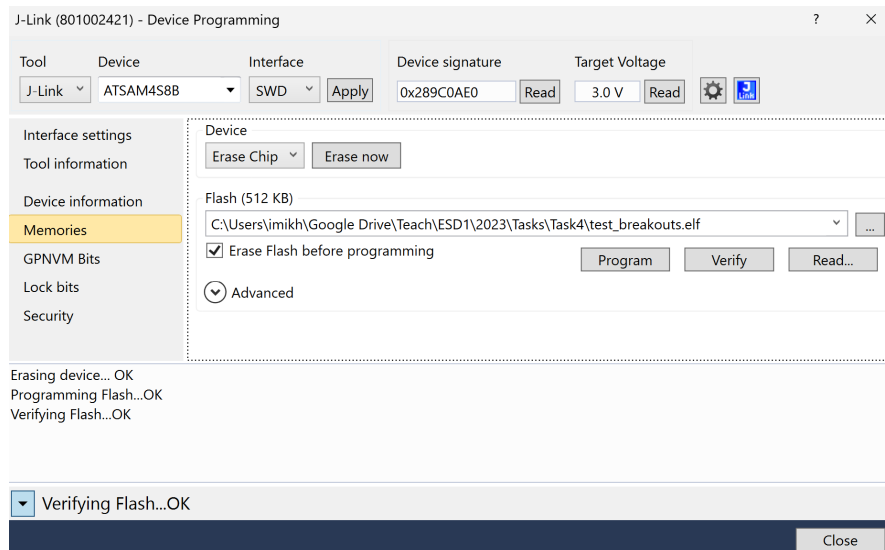 J-Link (801002421) - Device Programming ? ×
Tool Device Interface Device signature Target Voltage
J-Link ATSAM4S8B SWD Apply 0x289C0AE0 Read 3.0 V Read J LINK
Interface settings
Tool information
Device information
Memories
GPNVM Bits
Lock bits
Security
Device
Erase Chip Erase now
Flash (512 KB)
C:\Users\imikh\Google Drive\Teach\ESD1\2023\Tasks\Task4\test_breakouts.elf ...
Erase Flash before programming
Program Verify Read...
Advanced
Erasing device... OK
Programming Flash...OK
Verifying Flash...OK
Verifying Flash...OK
Close